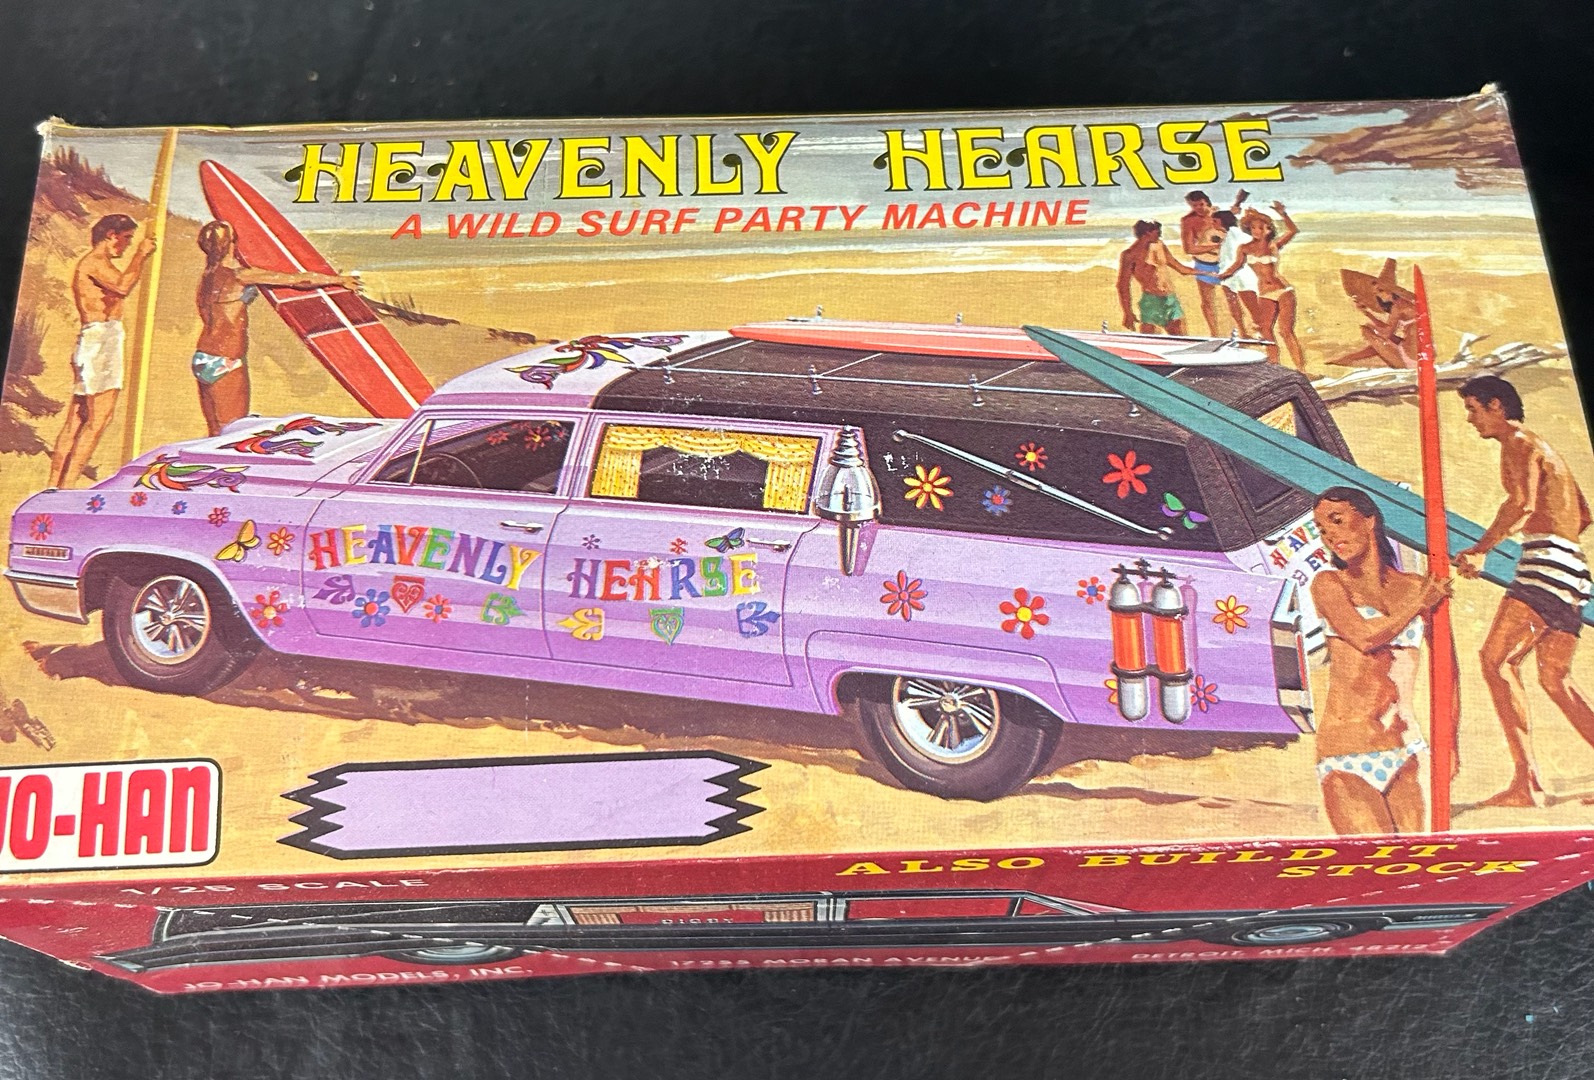 HEAVENLY HEARSE
A WILD SURF PARTY MACHINE
HEAVENLY HEARSE
JO-HAN
ALSO BUILD IT
STOCK
1/25 SCALE
JO-HAN MODELS, INC. 17255 MORAN AVENUE DETROIT, MICH. 48212